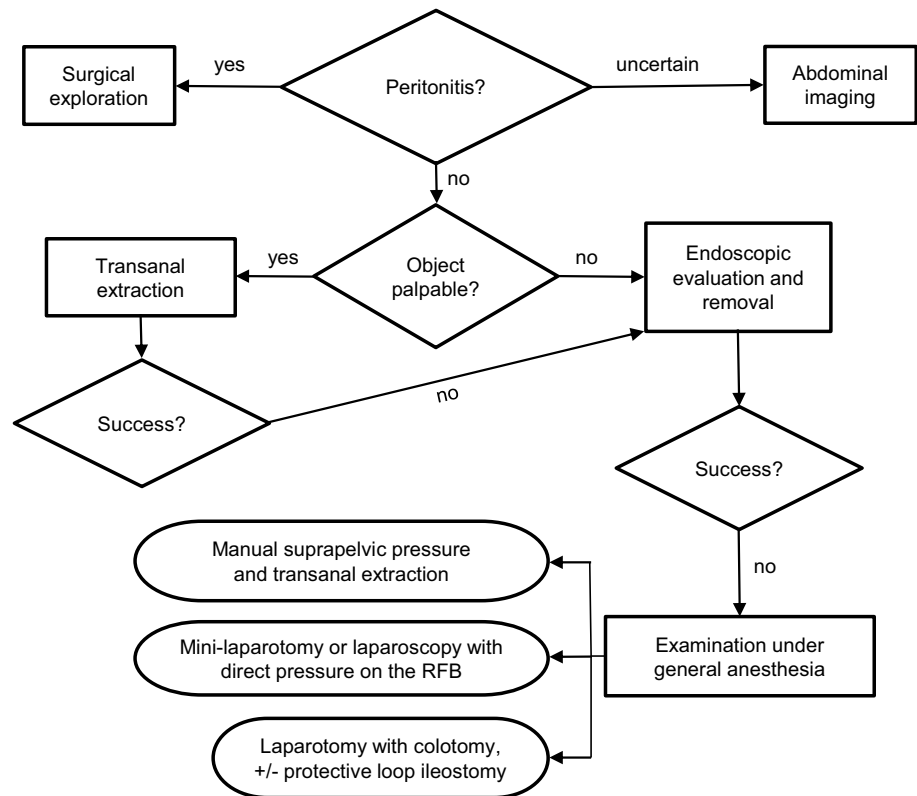 yes
uncertain
Surgical
exploration
Peritonitis?
Abdominal
imaging
no
yes
no
Transanal
extraction
Object
palpable?
Endoscopic
evaluation and
removal
no
Success?
Success?
Manual suprapelvic pressure
and transanal extraction
no
Mini-laparotomy or laparoscopy with
direct pressure on the RFB
Examination under
general anesthesia
Laparotomy with colotomy,
+/- protective loop ileostomy